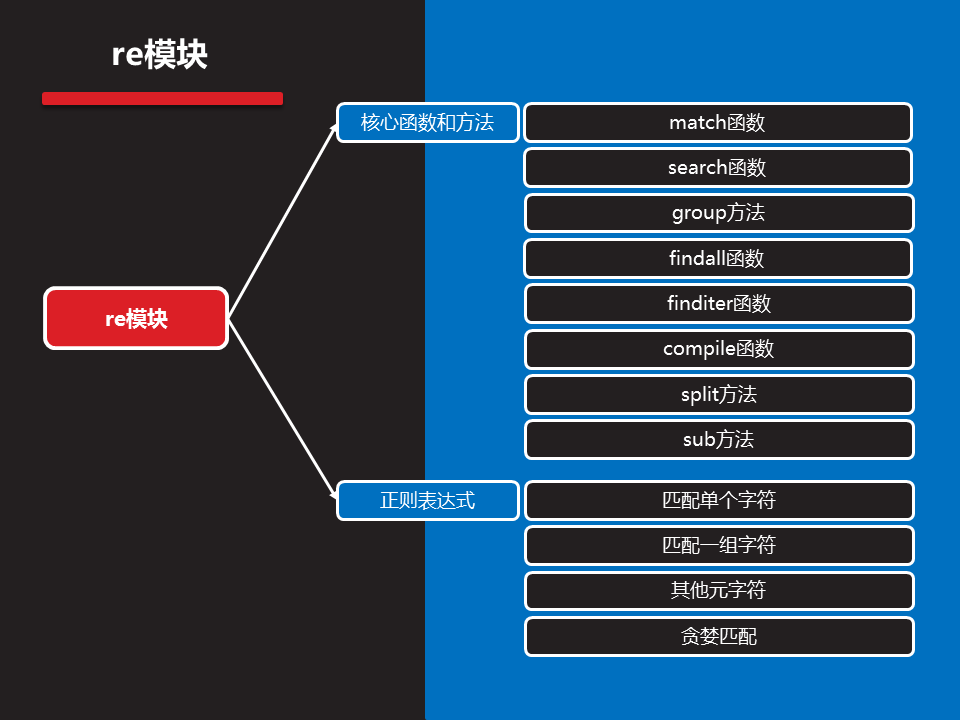 re模块
核心函数和方法
match函数
search函数
group方法
findall函数
finditer函数
compile函数
split方法
sub方法
re模块
正则表达式
匹配单个字符
匹配一组字符
其他元字符
贪婪匹配